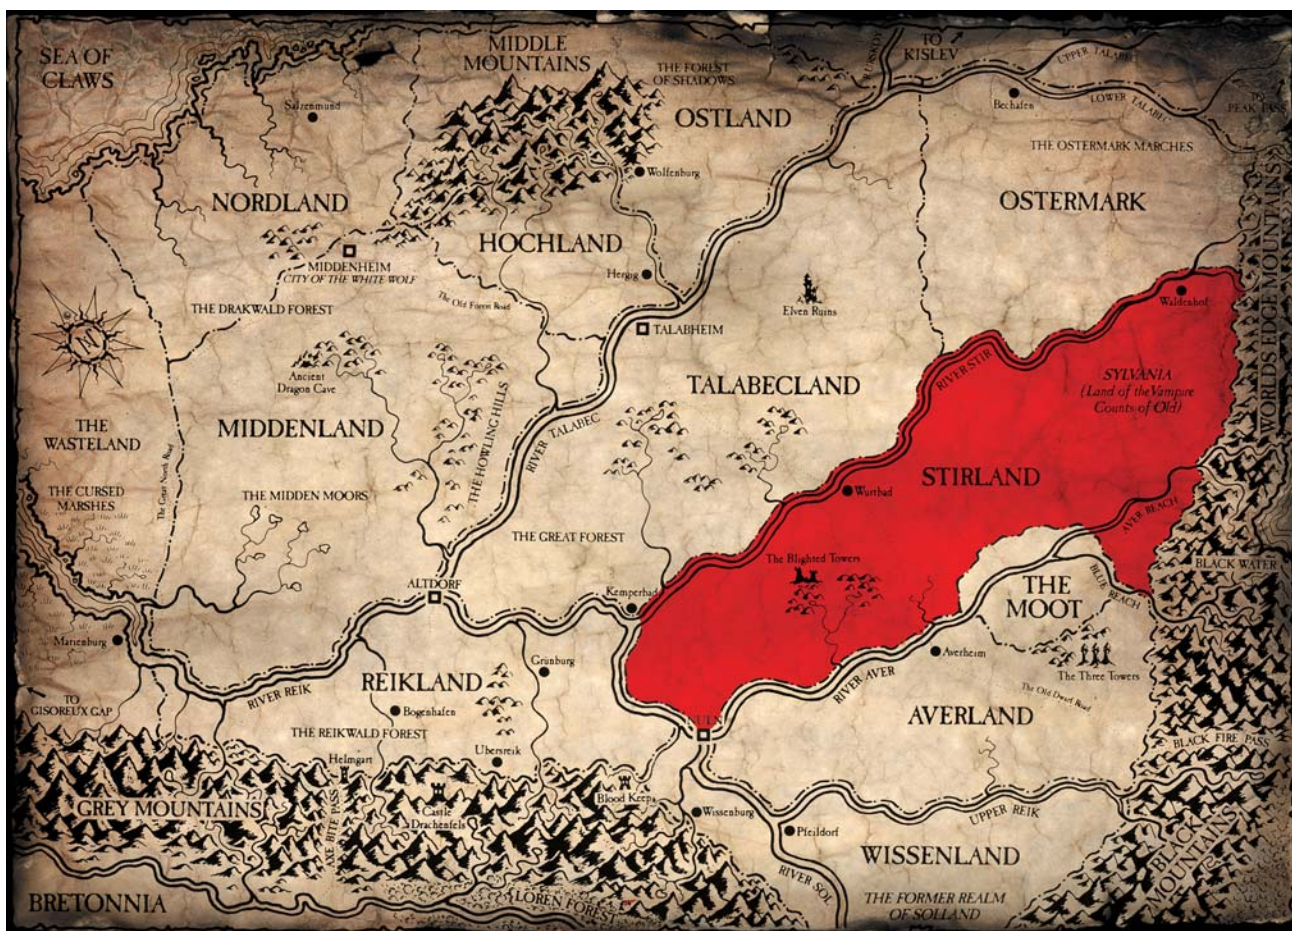 SEA OF
CLAWS
MIDDLE
MOUNTAINS
THE FOREST
OF SHADOWS
TO
KISLEV
UPPER TALABEC
LOWER TALABEC
TO
PEAK PASS
Salzenmund
Bechafen
OSTLAND
THE OSTERMARK MARCHES
Wolfenburg
NORDLAND
OSTERMARK
HOCHLAND
MIDDENHEIM
CITY OF THE WHITE WOLF
Hergig
WORLDS EDGE MOUNTAINS
Waldenhof
THE DRAKWALD FOREST
The Old Forest Road
Elven Ruins
TALABHEIM
N
Ancient
Dragon Cave
RIVER STIR
SYLVANIA
(Land of the Vampire
Counts of Old)
TALABECLAND
THE HOWLING HILLS
THE
WASTELAND
MIDDENLAND
RIVER TALABEC
The Great North Road
STIRLAND
THE CURSED
MARSHES
THE MIDDEN MOORS
Wurtbad
AVER REACH
THE GREAT FOREST
The Blighted Towers
BLACK WATER
ALTDORF
Kemperbad
THE
MOOT
BLUE REACH
Marienburg
Averheim
Grunburg
The Three Towers
RIVER REIK
REIKLAND
RIVER AVER
The Old Dwarf Road
TO
GISOREUX GAP
Bogenhafen
AVERLAND
NULN
THE REIKWALD FOREST
BLACK FIRE PASS
Ubersreik
Helmgart
GREY MOUNTAINS
AXE BITE PASS
Castle
Drachenfels
Blood Keep
Wissenburg
UPPER REIK
Pfeildorf
WISSENLAND
BLACK
MOUNTAINS
RIVER SOL
BRETONNIA
LOREN FOREST
THE FORMER REALM
OF SOLLAND